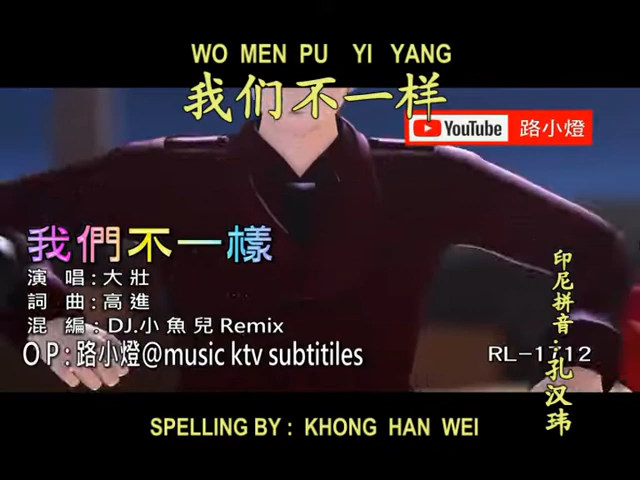 WO MEN PU YI YANG
我们不一样
YouTube 路小燈
我們不一樣
演 唱 : 大 壯
詞 曲 : 高 進
混 編 : DJ.小 魚 兒 Remix
O P : 路小燈@music ktv subtitiles
RL-1712
印尼拼音:孔汉玮
SPELLING BY : KHONG HAN WEI